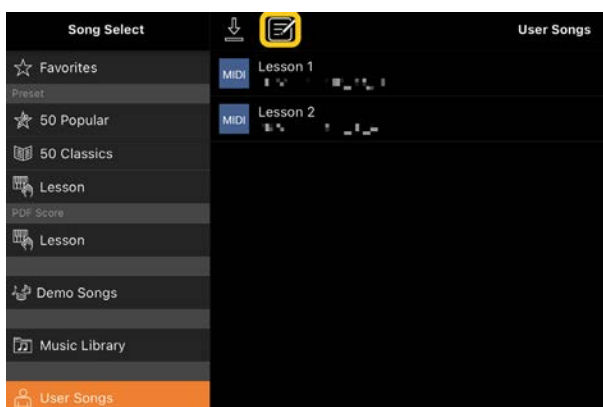 Song Select
User Songs
Favorites
Preset
50 Popular
50 Classics
Lesson
PDF Score
Lesson
Demo Songs
Music Library
User Songs
MIDI Lesson 1
MIDI Lesson 2